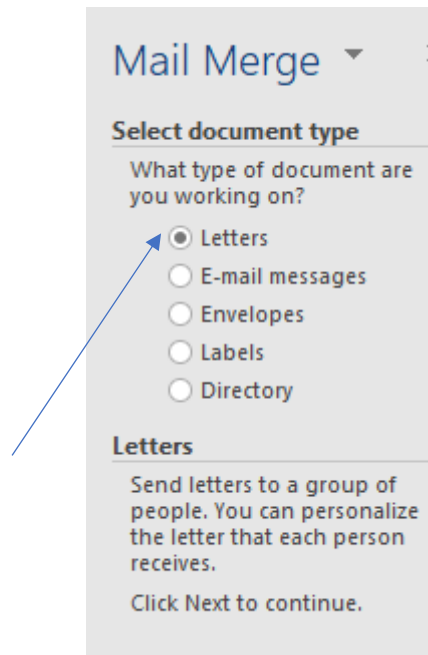 Mail Merge
Select document type
What type of document are
you working on?
Letters
E-mail messages
Envelopes
Labels
Directory
Letters
Send letters to a group of
people. You can personalize
the letter that each person
receives.
Click Next to continue.